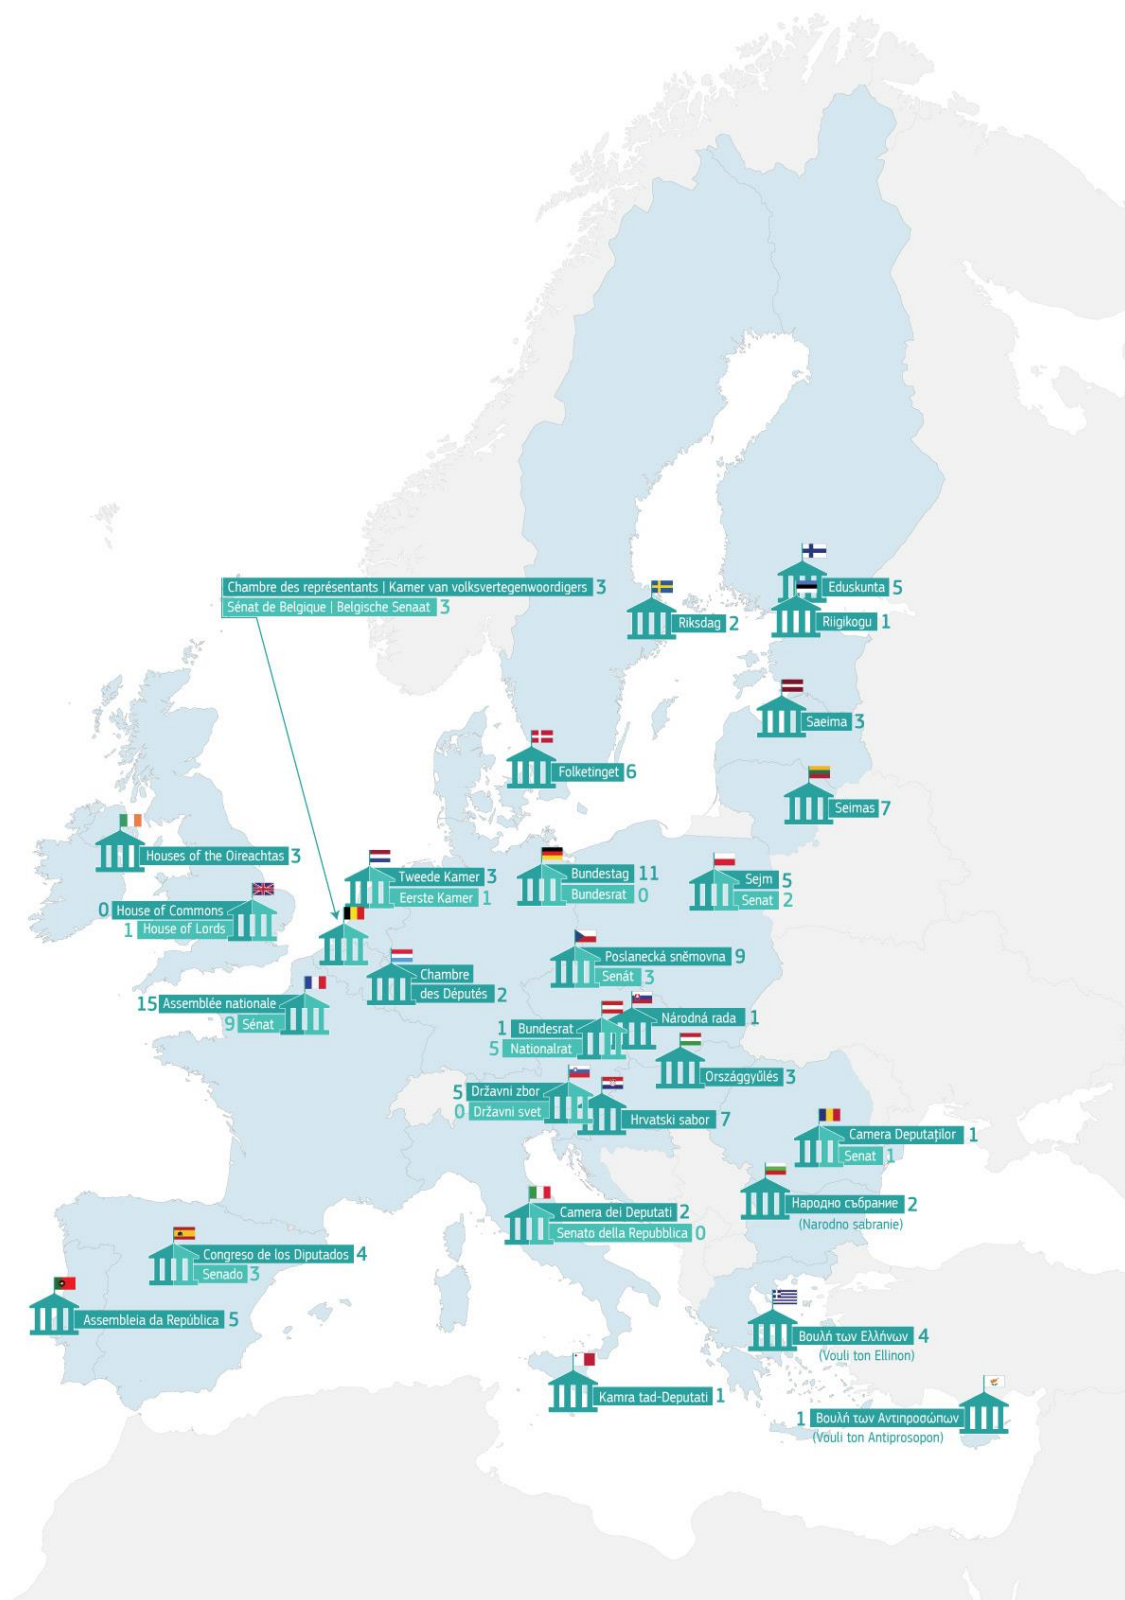 Eduskunta 5
Chambre des représentants | Kamer van volksvertegenwoordigers 3
Sénat de Belgique | Belgische Senaat 3
Riksdag 2
Riigikogu 1
Saeima 3
Folketinget 6
Seimas 7
Houses of the Oireachtas 3
Tweede Kamer 3
Eerste Kamer 1
Bundestag 11
Bundesrat 0
Sejm 5
Senat 2
0 House of Commons
1 House of Lords
Poslanecká sněmovna 9
Senát 3
Chambre
des Députés 2
15 Assemblée nationale
9 Sénat
Národná rada 1
1 Bundesrat
5 Nationalrat
Országgyűlés 3
5 Državni zbor
0 Državni svet
Hrvatski sabor 7
Camera Deputaţilor 1
Senat 1
Народно събрание 2
(Narodno sabranie)
Camera dei Deputati 2
Senato della Repubblica 0
Congreso de los Diputados 4
Senado 3
Assembleia da República 5
Βουλή των Ελλήνων 4
(Vouli ton Ellinon)
Kamra tad-Deputati 1
1 Βουλή των Αντιπροσώπων
(Vouli ton Antiprosopon)